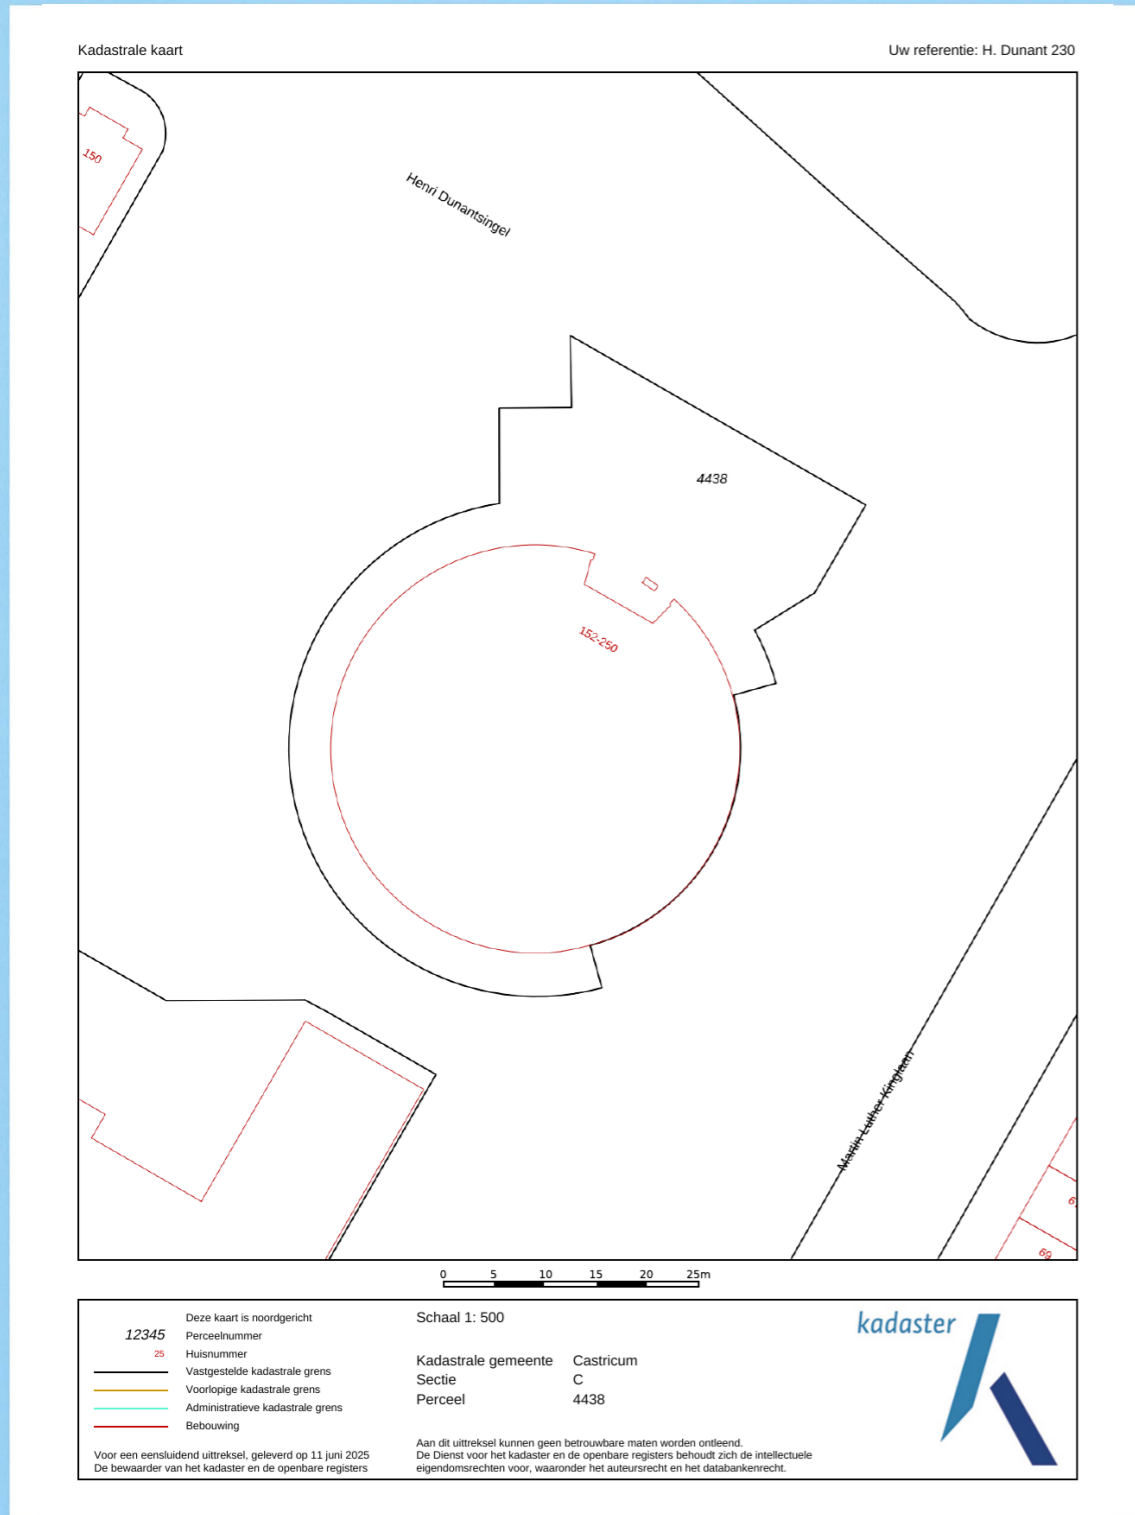 Kadastrale kaart
Uw referentie: H. Dunant 230
150
Henri Dunantsingel
4438
152-250
Martin Luther Kinglaan
69
0 5 10 15 20 25m
Deze kaart is noordgericht
12345 Perceelnummer
25 Huisnummer
Vastgestelde kadastrale grens
Voorlopige kadastrale grens
Administratieve kadastrale grens
Bebouwing
Voor een eensluidend uittreksel, geleverd op 11 juni 2025
De bewaarder van het kadaster en de openbare registers
Schaal 1: 500
Kadastrale gemeente Castricum
Sectie C
Perceel 4438
Aan dit uittreksel kunnen geen betrouwbare maten worden ontleend.
De Dienst voor het kadaster en de openbare registers behoudt zich de intellectuele
eigendomsrechten voor, waaronder het auteursrecht en het databankenrecht.
kadaster